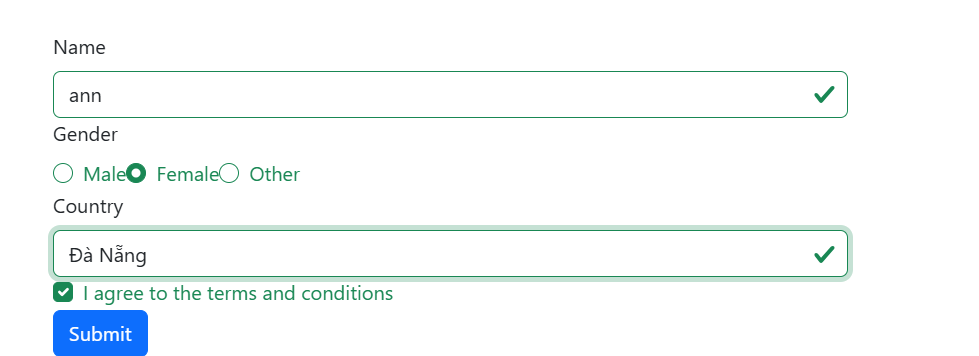 Name
ann
Gender
Male Female Other
Country
Đà Nẵng
I agree to the terms and conditions
Submit